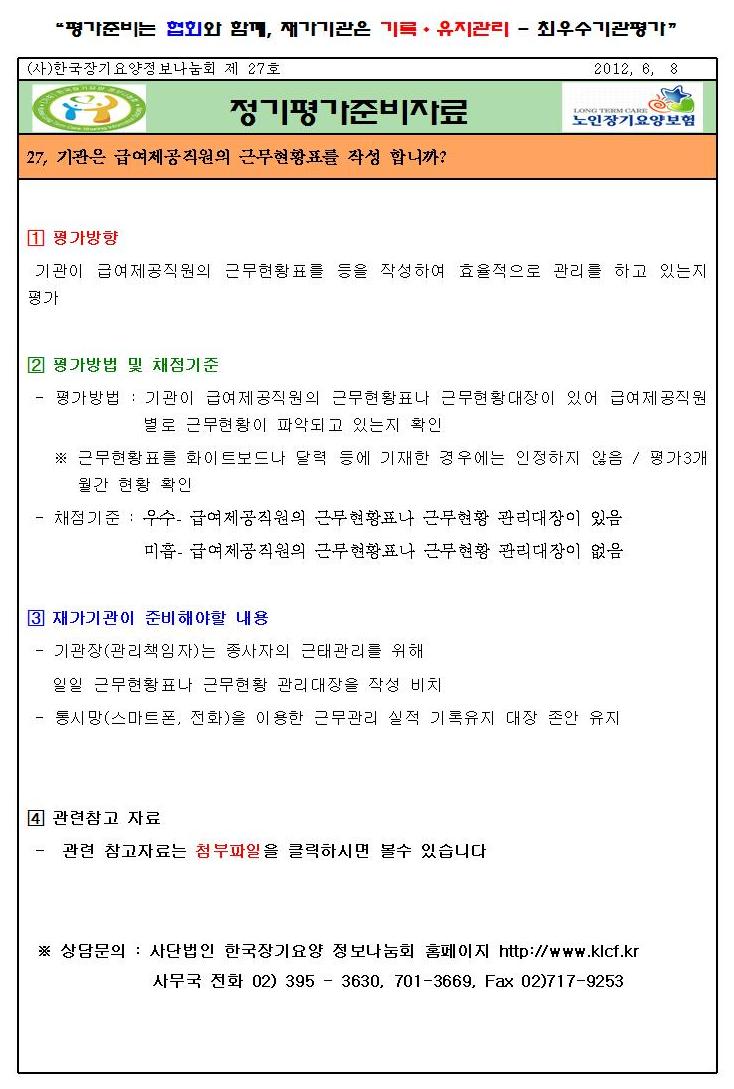 “평가준비는 협회와 함께, 재가기관은 기록·유지관리 - 최우수기관평가”
(사)한국장기요양정보나눔회 제 27호 2012, 6, 8
정기평가준비자료
LONG TERM CARE
노인장기요양보험
27, 기관은 급여제공직원의 근무현황표를 작성 합니까?
1 평가방향
기관이 급여제공직원의 근무현황표를 등을 작성하여 효율적으로 관리를 하고 있는지
평가
2 평가방법 및 채점기준
- 평가방법 : 기관이 급여제공직원의 근무현황표나 근무현황대장이 있어 급여제공직원
별로 근무현황이 파악되고 있는지 확인
※ 근무현황표를 화이트보드나 달력 등에 기재한 경우에는 인정하지 않음 / 평가3개
월간 현황 확인
- 채점기준 : 우수- 급여제공직원의 근무현황표나 근무현황 관리대장이 있음
미흡- 급여제공직원의 근무현황표나 근무현황 관리대장이 없음
3 재가기관이 준비해야할 내용
- 기관장(관리책임자)는 종사자의 근태관리를 위해
일일 근무현황표나 근무현황 관리대장을 작성 비치
- 통시망(스마트폰, 전화)을 이용한 근무관리 실적 기록유지 대장 존안 유지
4 관련참고 자료
- 관련 참고자료는 첨부파일을 클릭하시면 볼수 있습니다
※ 상담문의 : 사단법인 한국장기요양 정보나눔회 홈페이지 http://www.klcf.kr
사무국 전화 02) 395 - 3630, 701-3669, Fax 02)717-9253